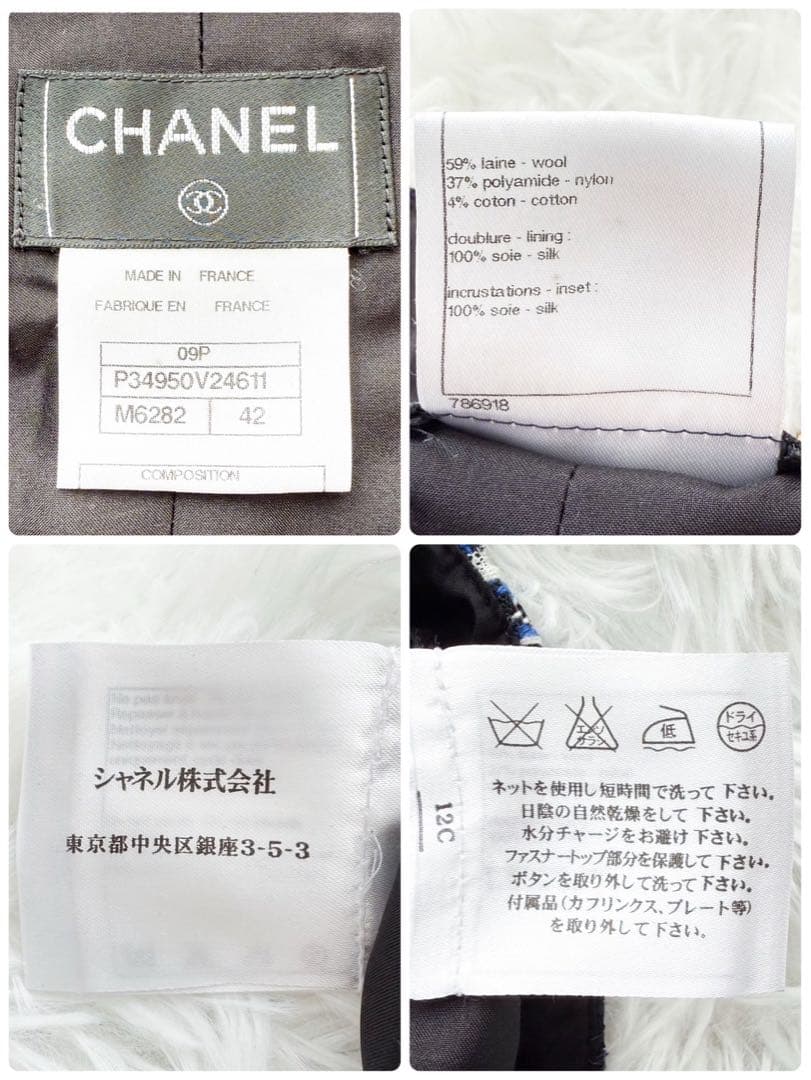 CHANEL
MADE IN FRANCE
FABRIQUE EN FRANCE
09P
P34950V24611
M6282 42
COMPOSITION
59% laine - wool
37% polyamide - nylon
4% coton - cotton
doublure - lining :
100% soie - silk
incrustations - inset :
100% soie - silk
786918
シャネル株式会社
東京都中央区銀座3-5-3
エンソ
サラシ
低
ドライ
セキユ系
ネットを使用し短時間で洗って下さい。
日陰の自然乾燥をして下さい。
水分チャージをお避け下さい。
ファスナートップ部分を保護して下さい。
ボタンを取り外して洗って下さい。
付属品(カフリンクス、プレート等)
を取り外して下さい。
12C